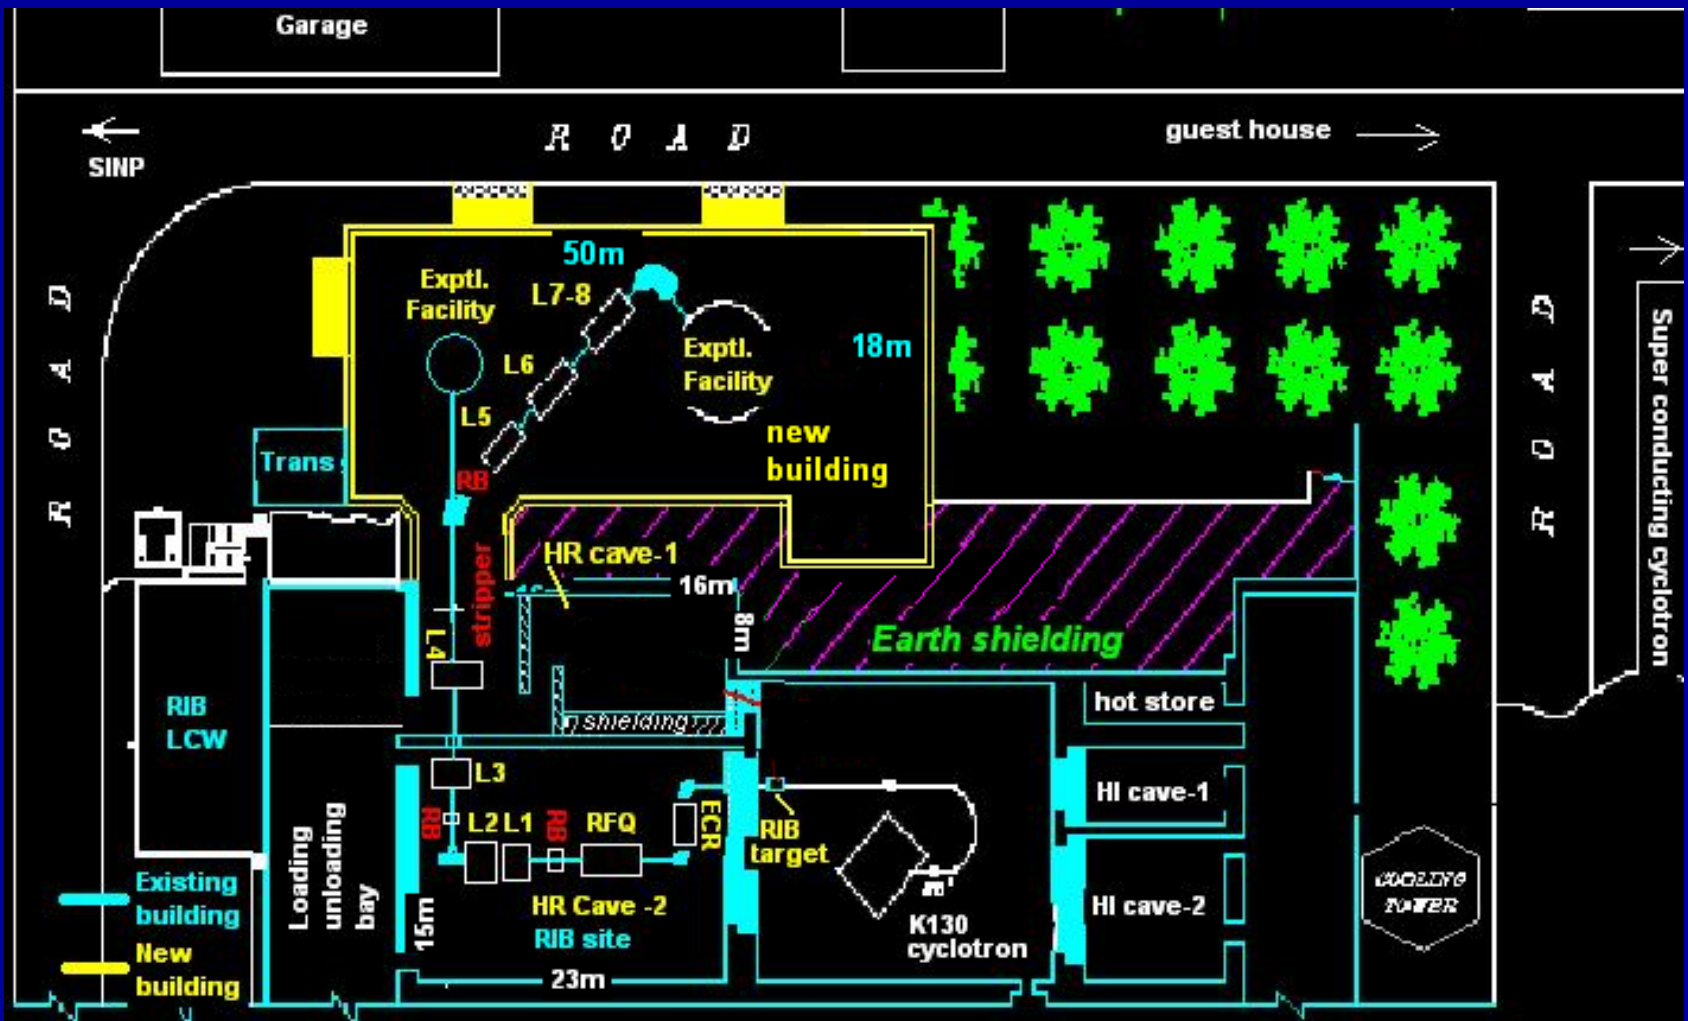 Garage
R O A D
guest house
SINP
50m
Exptl.
Facility
L7-8
18m
L6
Exptl.
Facility
L5
new
building
Trans
RB
R O A D
R O A D
Super conducting cyclotron
HR cave-1
16m
stripper
8m
L4
Earth shielding
RIB
LCW
shielding
hot store
L3
RB
L2 L1
RB
RFQ
ECR
RIB
target
HI cave-1
Loading
unloading
bay
Existing
building
New
building
15m
HR Cave -2
RIB site
23m
K130
cyclotron
HI cave-2
COOLING
TOWER